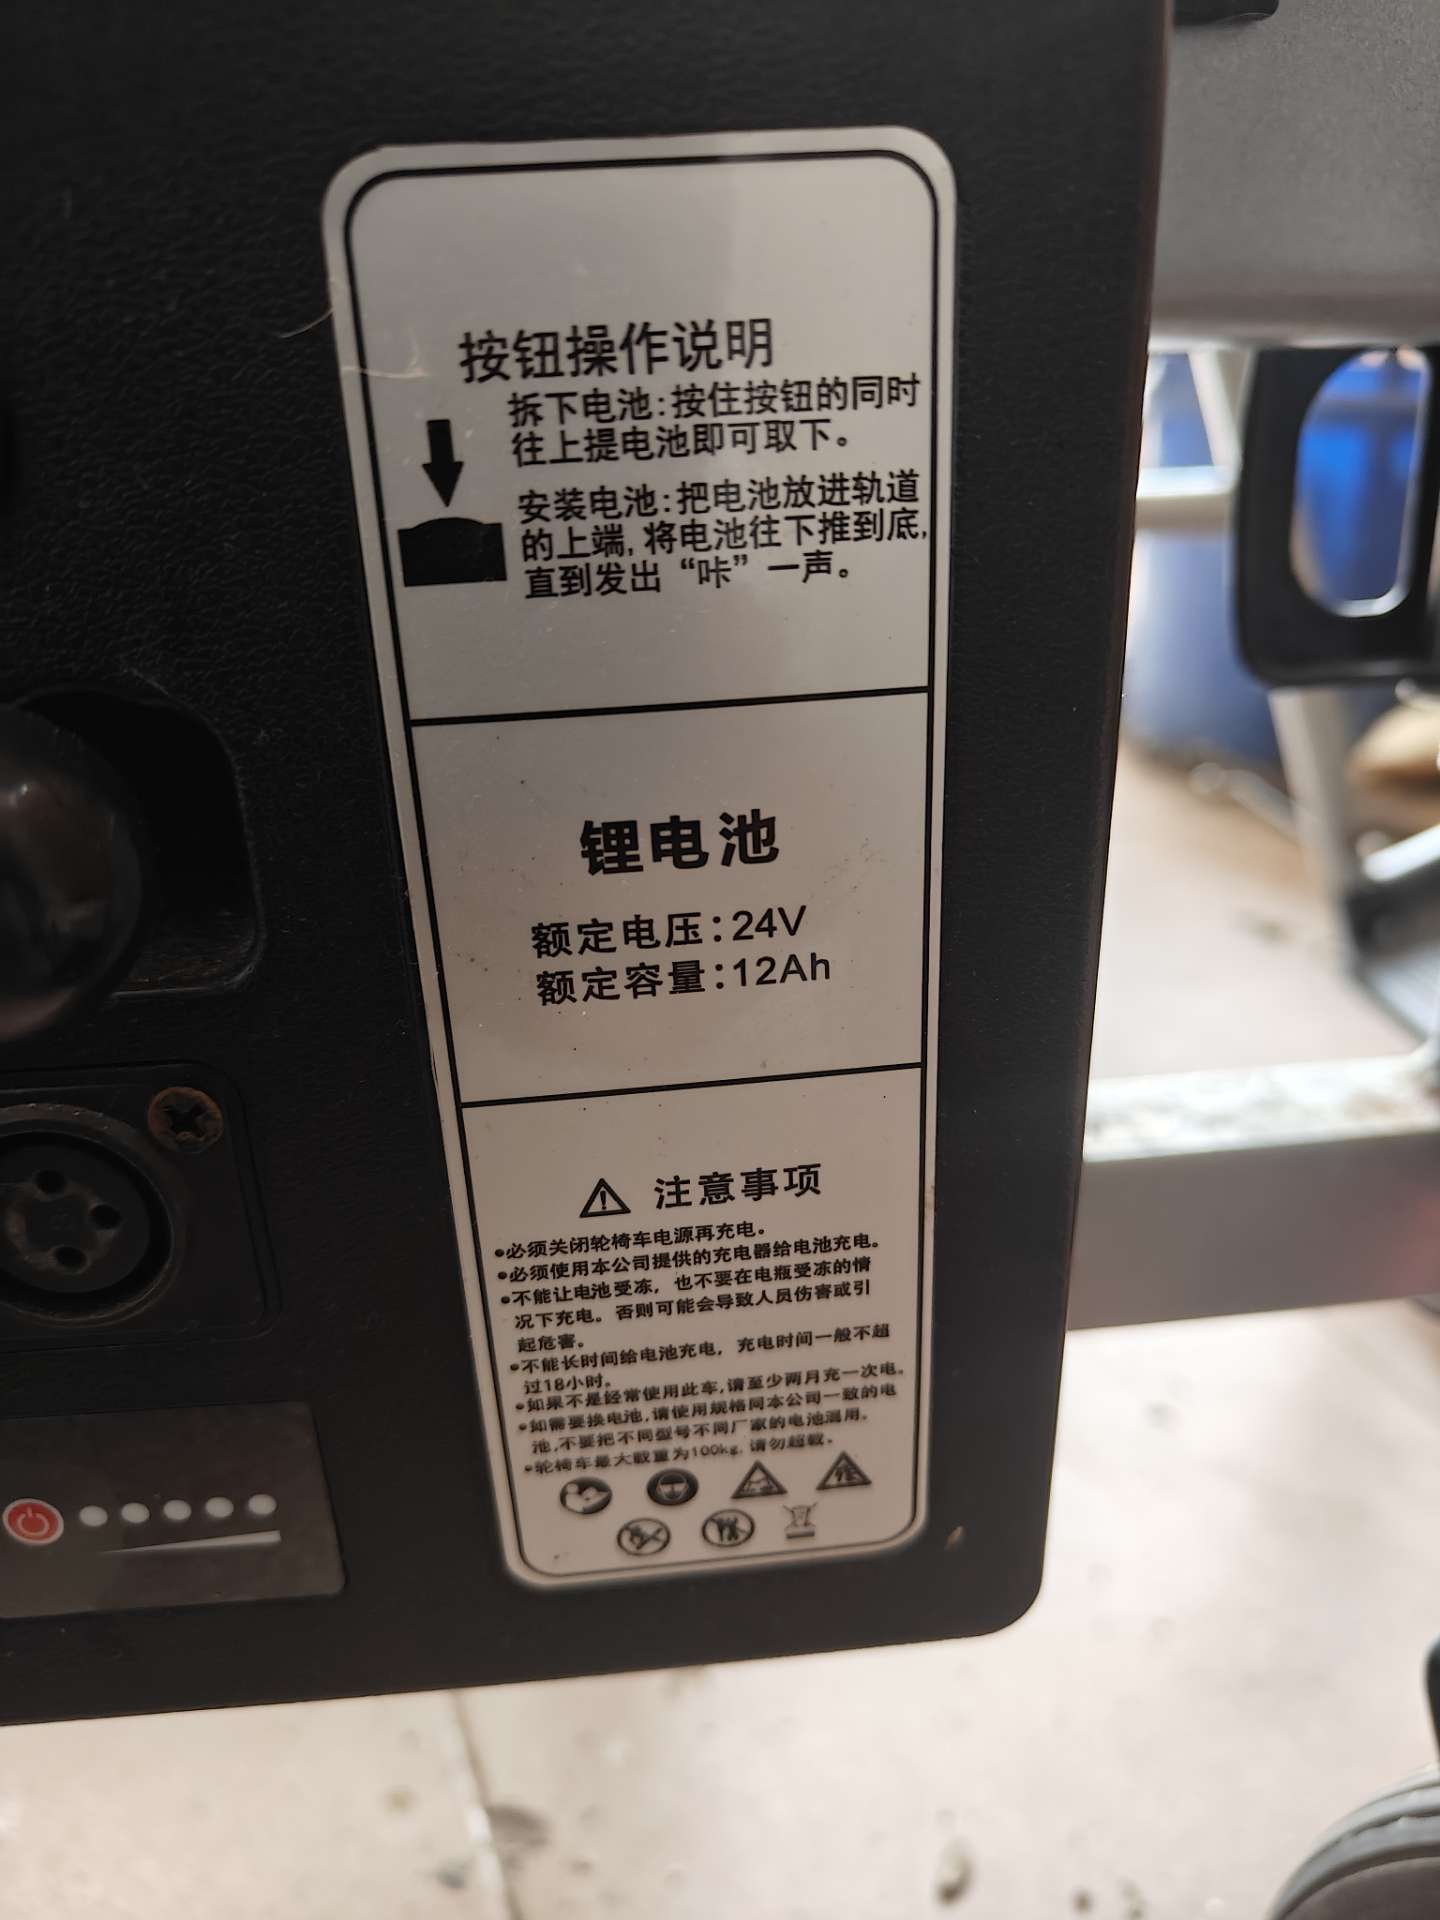 按钮操作说明
拆下电池:按住按钮的同时
往上提电池即可取下。
安装电池:把电池放进轨道
的上端,将电池往下推到底,
直到发出“咔”一声。
锂电池
额定电压:24V
额定容量:12Ah
注意事项
●必须关闭轮椅车电源再充电。
●必须使用本公司提供的充电器给电池充电。
●不能让电池受冻，也不要在电瓶受冻的情
况下充电。否则可能会导致人员伤害或引
起危害。
●不能长时间给电池充电，充电时间一般不超
过18小时。
●如果不是经常使用此车,请至少两月充一次电。
●如需要换电池,请使用规格同本公司一致的电
池,不要把不同型号不同厂家的电池混用。
●轮椅车最大载重为100kg,请勿超载。